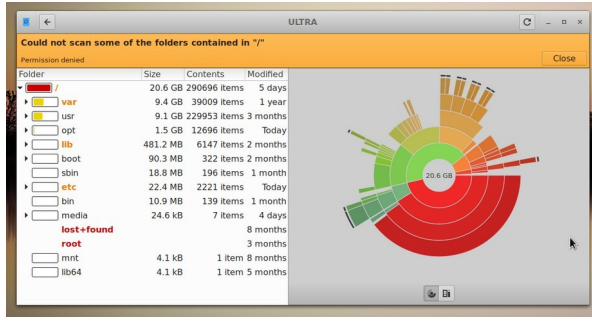 ULTRA
Could not scan some of the folders contained in "/"
Permission denied
Close
Folder Size Contents Modified
/ 20.6 GB 290696 items 5 days
var 9.4 GB 39009 items 1 year
usr 9.1 GB 229953 items 3 months
opt 1.5 GB 12696 items Today
lib 481.2 MB 6147 items 2 months
boot 90.3 MB 322 items 2 months
sbin 18.8 MB 196 items 1 month
etc 22.4 MB 2221 items Today
bin 10.9 MB 139 items 1 month
media 24.6 kB 7 items 4 days
lost+found 8 months
root 3 months
mnt 4.1 kB 1 item 8 months
lib64 4.1 kB 1 item 5 months
20.6 GB